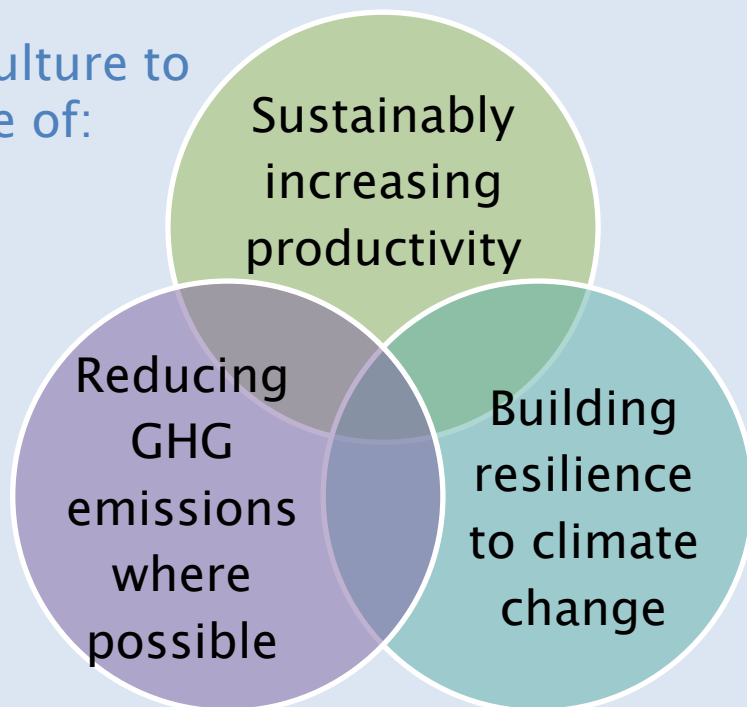 ulture to
e of:
Sustainably
increasing
productivity
Reducing
GHG
emissions
where
possible
Building
resilience
to climate
change